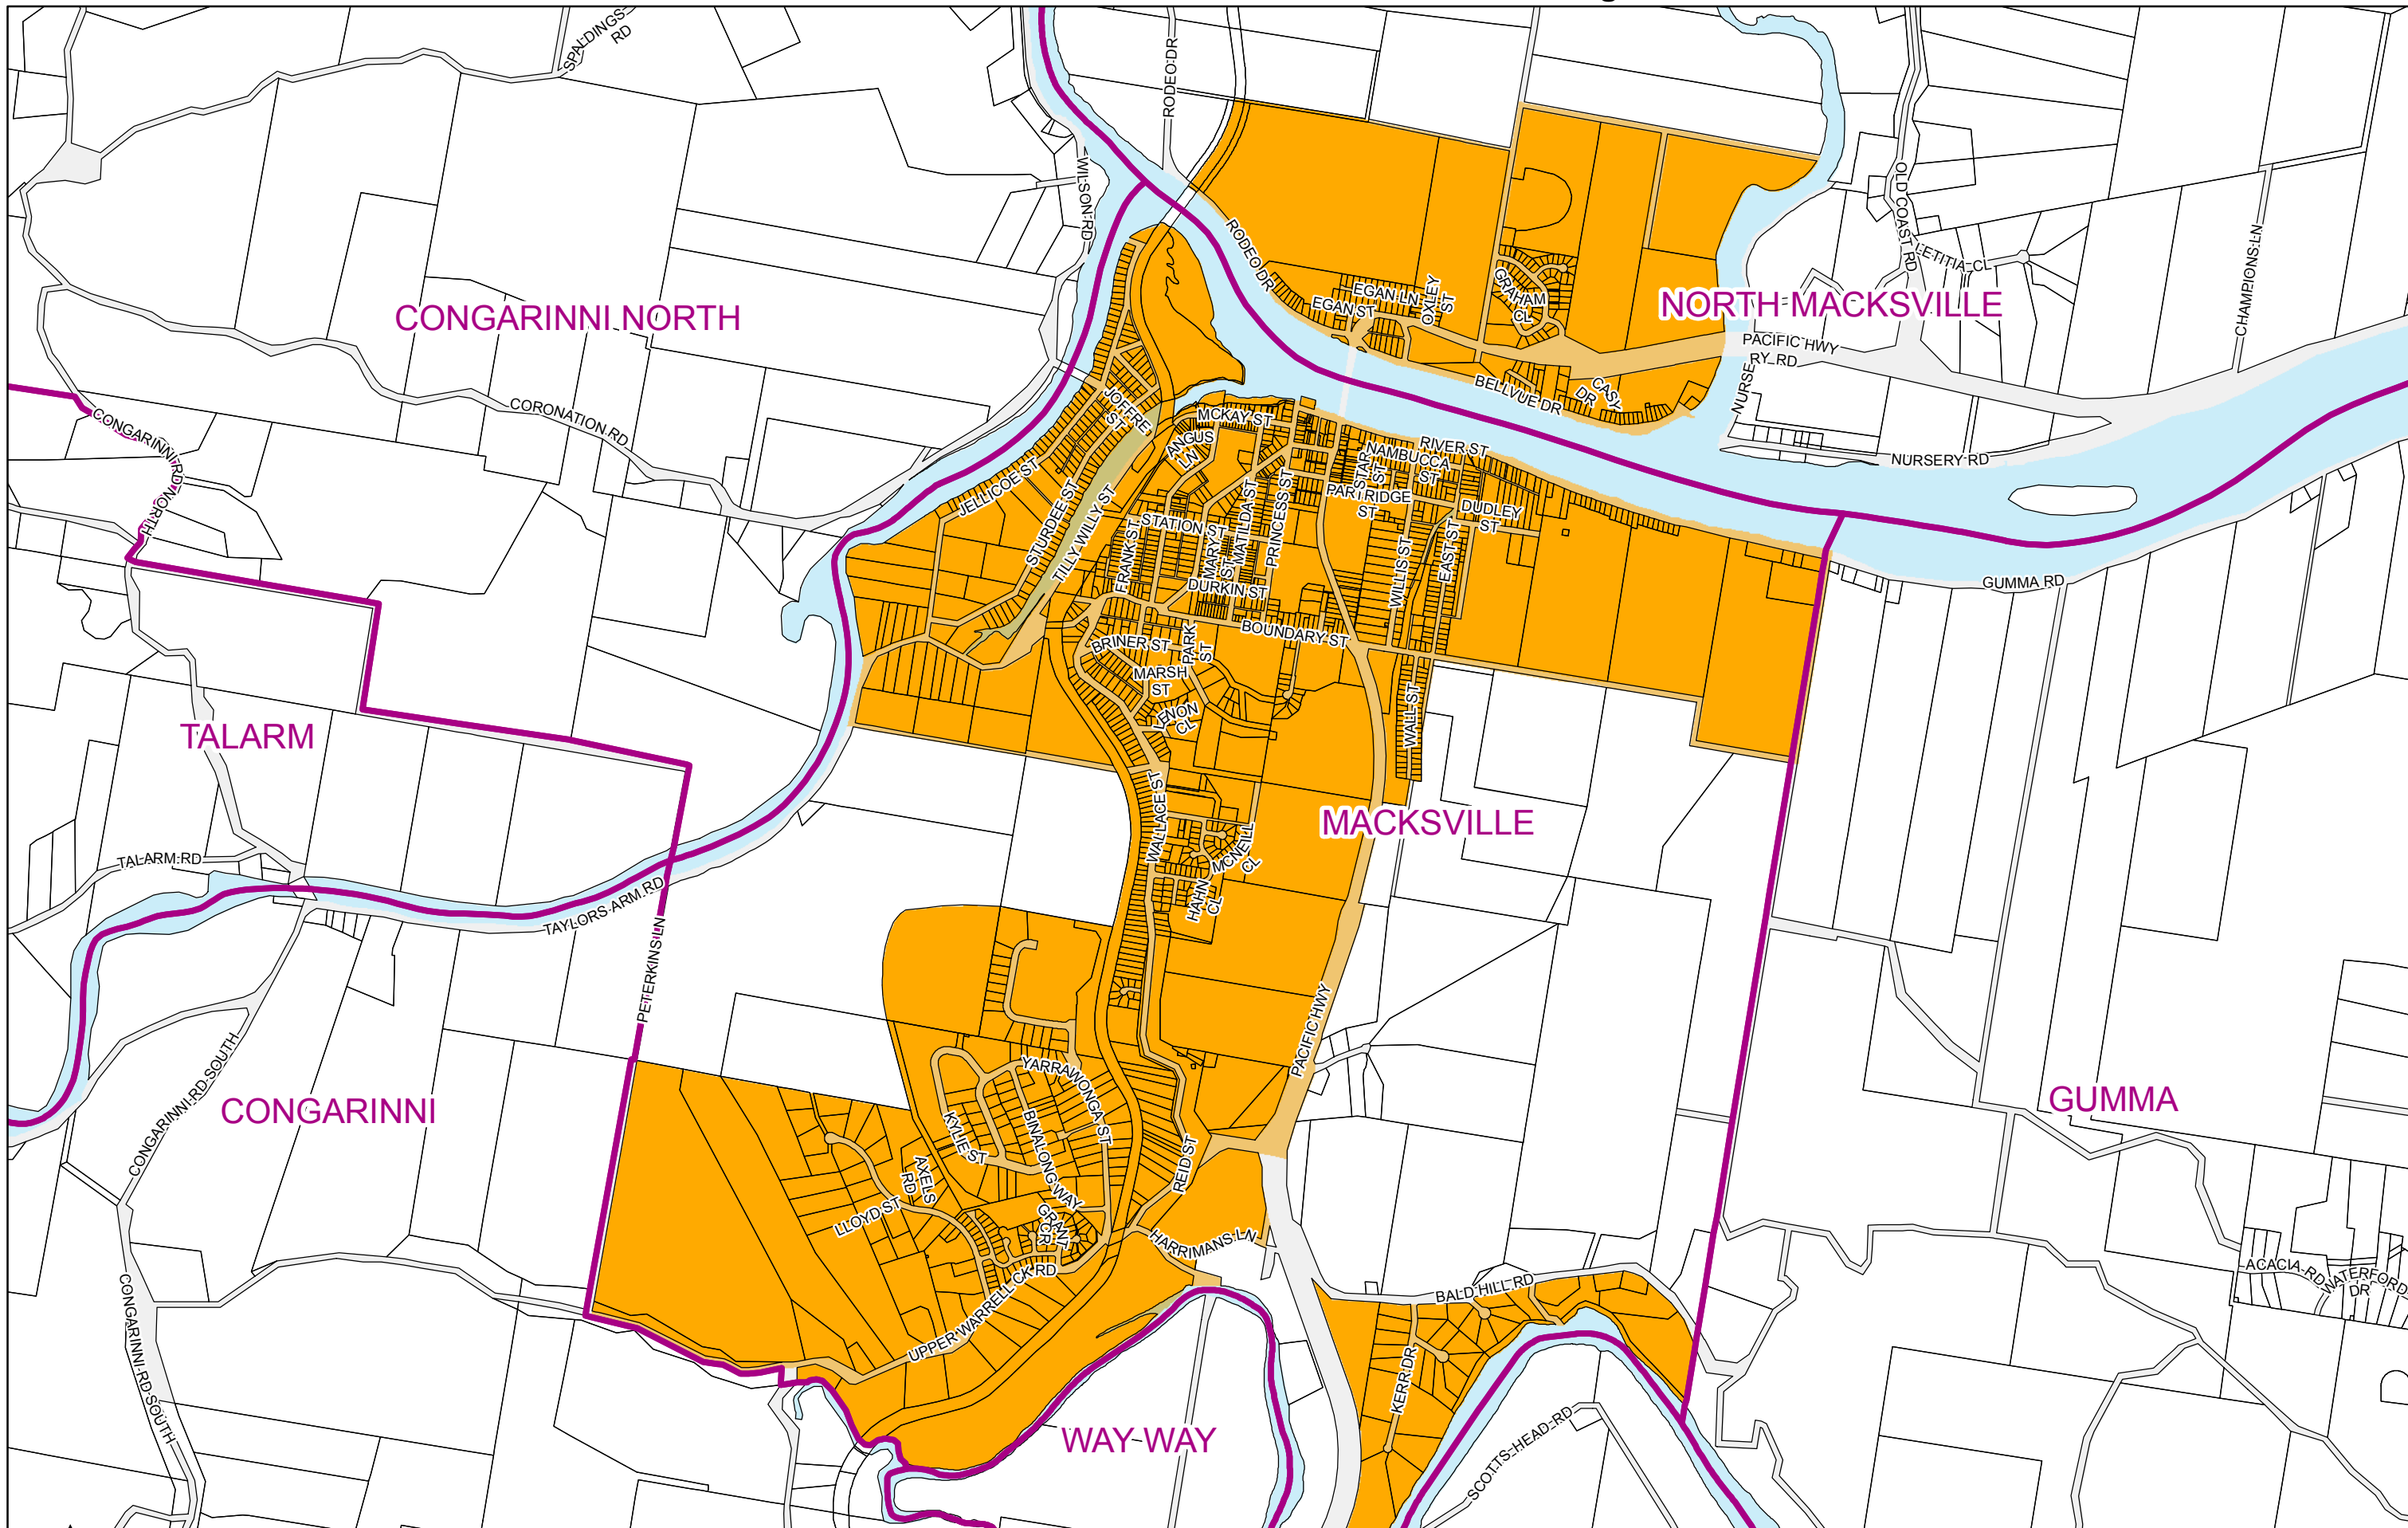 SPALDINGS
RD
RODEO DR
WILSON RD
OLD COAST RD
LETITIA CL
CHAMPIONS LN
RODEO DR
EGAN LN
EGAN ST
OXLEY
ST
GRAHAM
CL
NORTH MACKSVILLE
CONGARINNI NORTH
PACIFIC HWY
NURSE
RY RD
BELLVUE DR
CASY
DR
CONGARINNI RD NORTH
CORONATION RD
JOFFRE
ST
MCKAY ST
ANGUS
LN
RIVER ST
NAMBUCCA
ST
STAR
ST
NURSERY RD
JELLICOE ST
STURDEE ST
TILLY WILLY ST
STATION ST
FRANK ST
MARY
ST
MATILDA ST
PRINCESS ST
PARTRIDGE
ST
DUDLEY
ST
WILLIS ST
EAST ST
DURKIN ST
GUMMA RD
BRINER ST
PARK
ST
BOUNDARY ST
MARSH
ST
LENON
CL
WALL ST
TALARM
WALLACE ST
MACKSVILLE
MCNEILL
CL
HAHN
CL
TALARM RD
TAYLORS ARM RD
PETERKINS LN
PACIFIC HWY
CONGARINNI RD SOUTH
CONGARINNI
YARRAWONGA ST
KYLIE ST
BINALONG WAY
GUMMA
REID ST
AXELS
RD
LLOYD ST
GRANT
CR
HARRIMANS LN
UPPER WARRELL CK RD
BALD HILL RD
ACACIA RD
WATERFORD
DR
CONGARINNI RD SOUTH
KERR DR
WAY WAY
SCOTTS HEAD RD